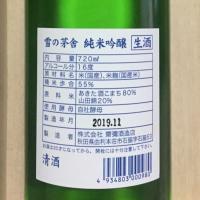 雪の茅舎 純米吟醸 生酒
内容量 720ml
アルコール分 16度
原材料名 米(国産)、米麹(国産米)
精米歩合 55%
原料米 あきた酒こまち80%
山田錦20%
使用酵母 自社酵母
製造年月 2019.11
製造者 株式会社 齋彌酒造店
秋田県由利本荘市石脇字石脇53
清酒
4 934803 000988